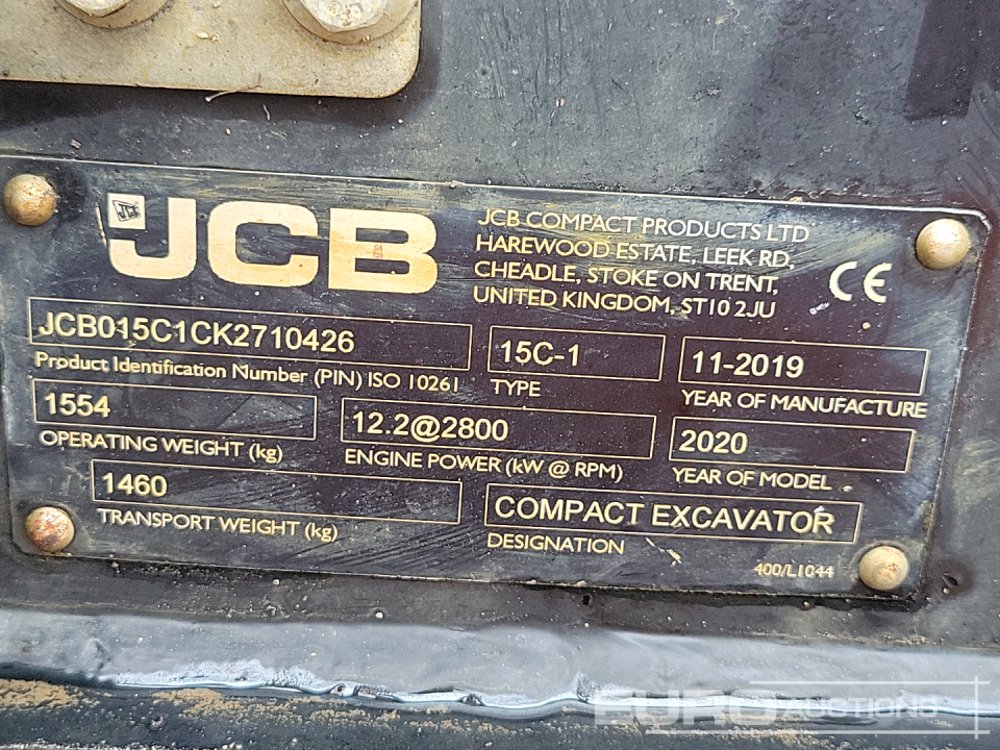 JCB
JCB COMPACT PRODUCTS LTD
HAREWOOD ESTATE, LEEK RD,
CHEADLE, STOKE ON TRENT,
UNITED KINGDOM, ST10 2JU
CE
JCB015C1CK2710426
Product Identification Number (PIN) ISO 10261
15C-1
TYPE
11-2019
YEAR OF MANUFACTURE
1554
OPERATING WEIGHT (kg)
12.2@2800
ENGINE POWER (kW @ RPM)
2020
YEAR OF MODEL
1460
TRANSPORT WEIGHT (kg)
COMPACT EXCAVATOR
DESIGNATION
400/L1044
EURO AUCTIONS